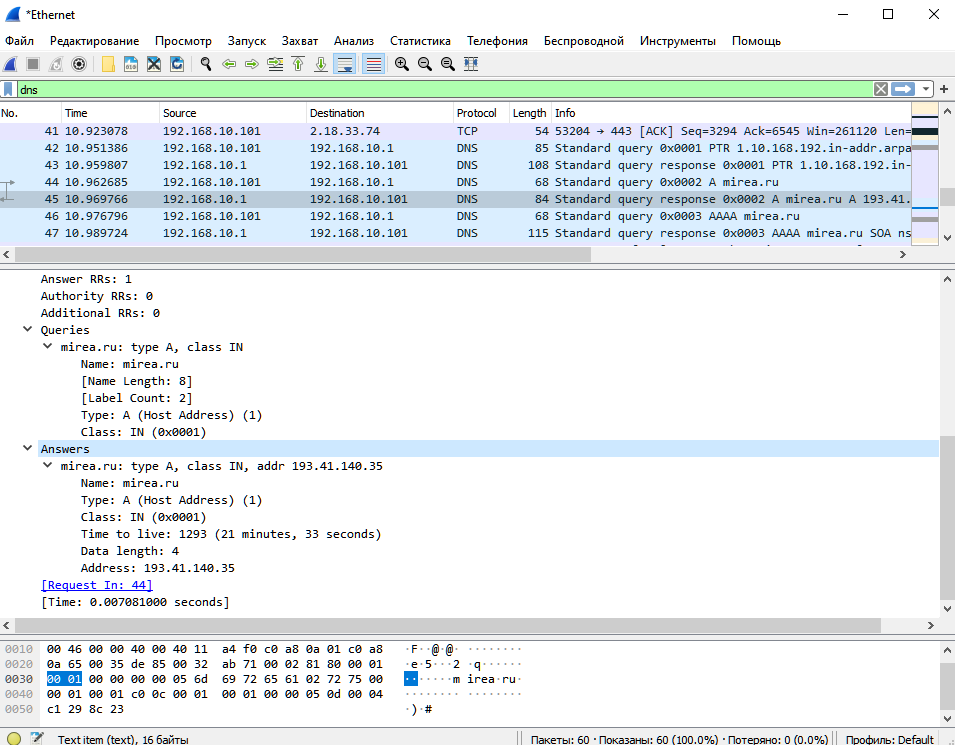 *Ethernet
Файл Редактирование Просмотр Запуск Захват Анализ Статистика Телефония Беспроводной Инструменты Помощь
dns
No. Time Source Destination Protocol Length Info
41 10.923078 192.168.10.101 2.18.33.74 TCP 54 53204 → 443 [ACK] Seq=3294 Ack=6545 Win=261120 Len=
42 10.951386 192.168.10.101 192.168.10.1 DNS 85 Standard query 0x0001 PTR 1.10.168.192.in-addr.arpa
43 10.959807 192.168.10.1 192.168.10.101 DNS 108 Standard query response 0x0001 PTR 1.10.168.192.in-
44 10.962685 192.168.10.101 192.168.10.1 DNS 68 Standard query 0x0002 A mirea.ru
45 10.969766 192.168.10.1 192.168.10.101 DNS 84 Standard query response 0x0002 A mirea.ru A 193.41.
46 10.976796 192.168.10.101 192.168.10.1 DNS 68 Standard query 0x0003 AAAA mirea.ru
47 10.989724 192.168.10.1 192.168.10.101 DNS 115 Standard query response 0x0003 AAAA mirea.ru SOA ns
Answer RRs: 1
Authority RRs: 0
Additional RRs: 0
Queries
mirea.ru: type A, class IN
Name: mirea.ru
[Name Length: 8]
[Label Count: 2]
Type: A (Host Address) (1)
Class: IN (0x0001)
Answers
mirea.ru: type A, class IN, addr 193.41.140.35
Name: mirea.ru
Type: A (Host Address) (1)
Class: IN (0x0001)
Time to live: 1293 (21 minutes, 33 seconds)
Data length: 4
Address: 193.41.140.35
[Request In: 44]
[Time: 0.007081000 seconds]
0010 00 46 00 00 40 00 40 11 a4 f0 c0 a8 0a 01 c0 a8 ·F··@·@· ········
0020 0a 65 00 35 de 85 00 32 ab 71 00 02 81 80 00 01 ·e·5···2 ·q······
0030 00 01 00 00 00 00 05 6d 69 72 65 61 02 72 75 00 ·······m irea·ru·
0040 00 01 00 01 c0 0c 00 01 00 01 00 00 05 0d 00 04 ········ ········
0050 c1 29 8c 23 ·)·#
Text item (text), 16 байты Пакеты: 60 · Показаны: 60 (100.0%) · Потеряно: 0 (0.0%) Профиль: Default